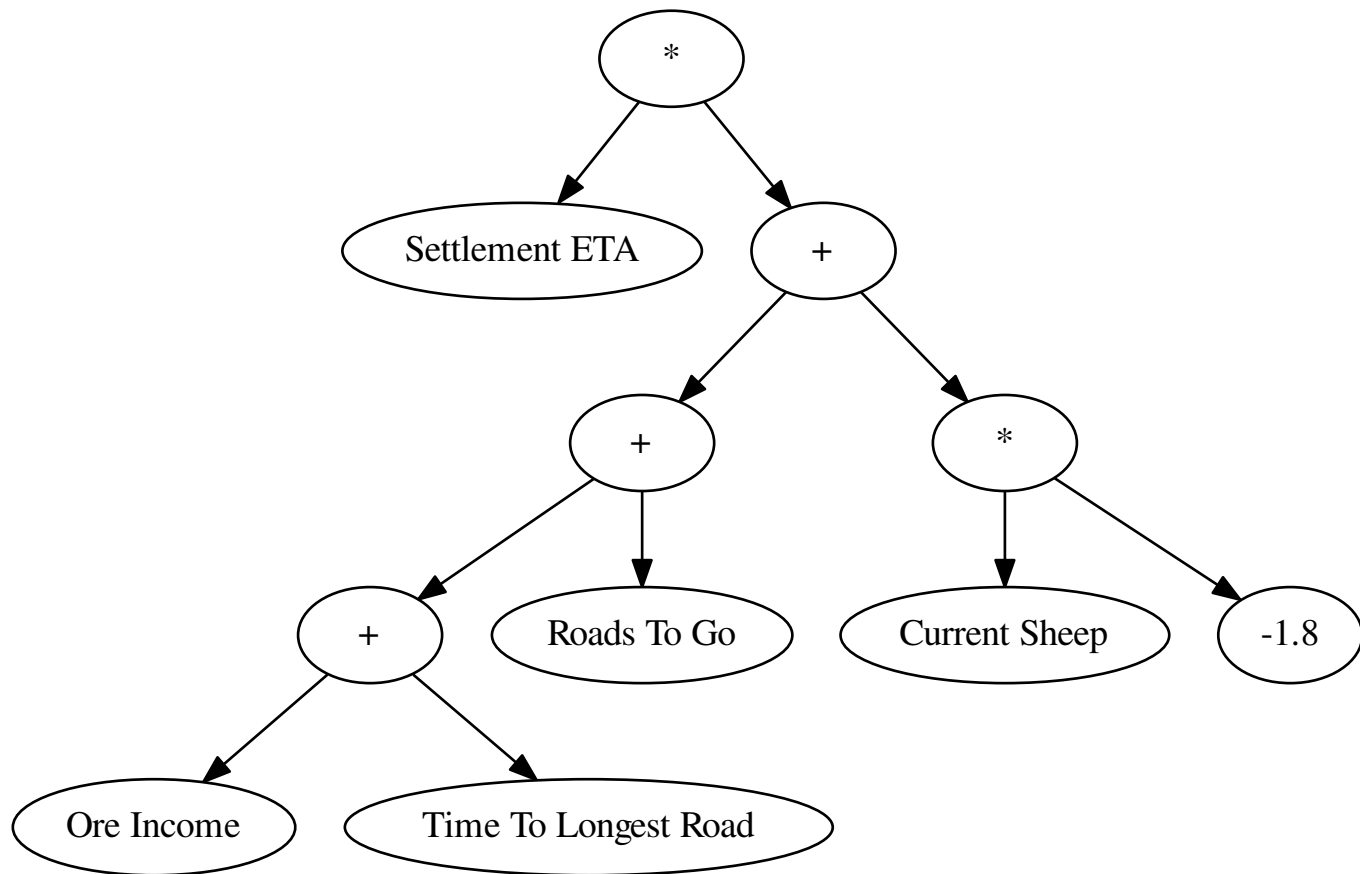 *
Settlement ETA
+
+
*
+
Roads To Go
Current Sheep
-1.8
Ore Income
Time To Longest Road